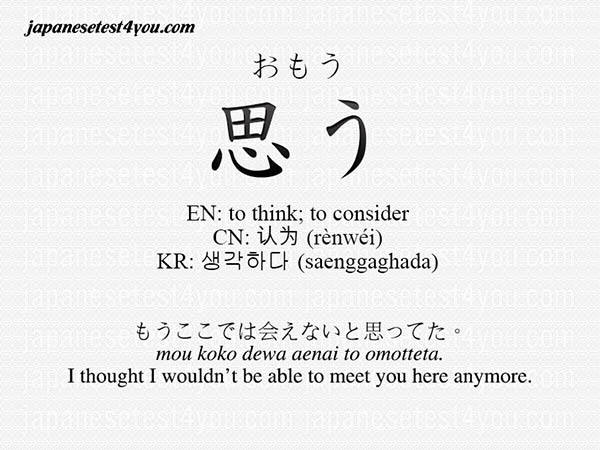 japanesetest4you.com
おもう
思う
EN: to think; to consider
CN: 认为 (rènwéi)
KR: 생각하다 (saenggaghada)
もうここでは会えないと思ってた。
mou koko dewa aenai to omotteta.
I thought I wouldn't be able to meet you here anymore.